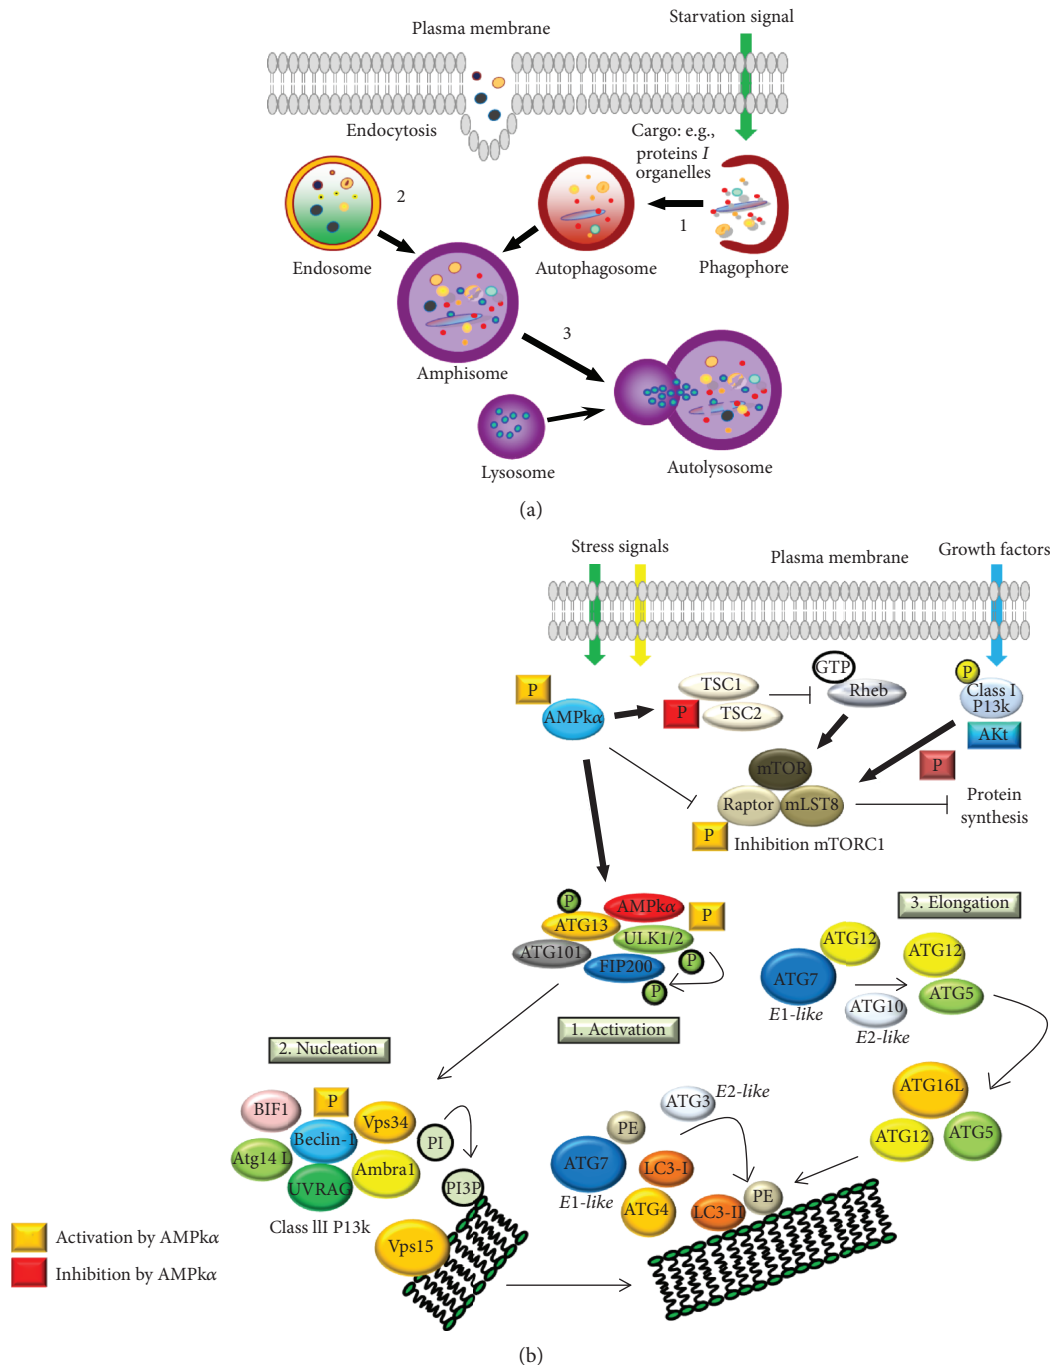 Starvation signal
Plasma membrane
Endocytosis
Cargo: e.g.,
proteins I
organelles
2
1
Endosome
Autophagosome
Phagophore
3
Amphisome
Lysosome
Autolysosome
(a)
Stress signals
Plasma membrane
Growth factors
P
AMPkα
P
TSC1
TSC2
GTP
Rheb
P
Class I
P13k
AKt
P
mTOR
Raptor
mLST8
P
Inhibition mTORC1
Protein
synthesis
P
AMPkα
P
ATG13
ULK1/2
ATG101
FIP200
P
P
1. Activation
3. Elongation
ATG12
ATG7
E1-like
ATG10
E2-like
ATG12
ATG5
ATG16L
ATG12
ATG5
2. Nucleation
BIF1
P
Vps34
Beclin-1
Atg14 L
Ambra1
UVRAG
PI
PI3P
Class llI P13k
Vps15
ATG3
E2-like
PE
ATG7
E1-like
LC3-I
ATG4
LC3-II
PE
Activation by AMPkα
Inhibition by AMPkα
(b)